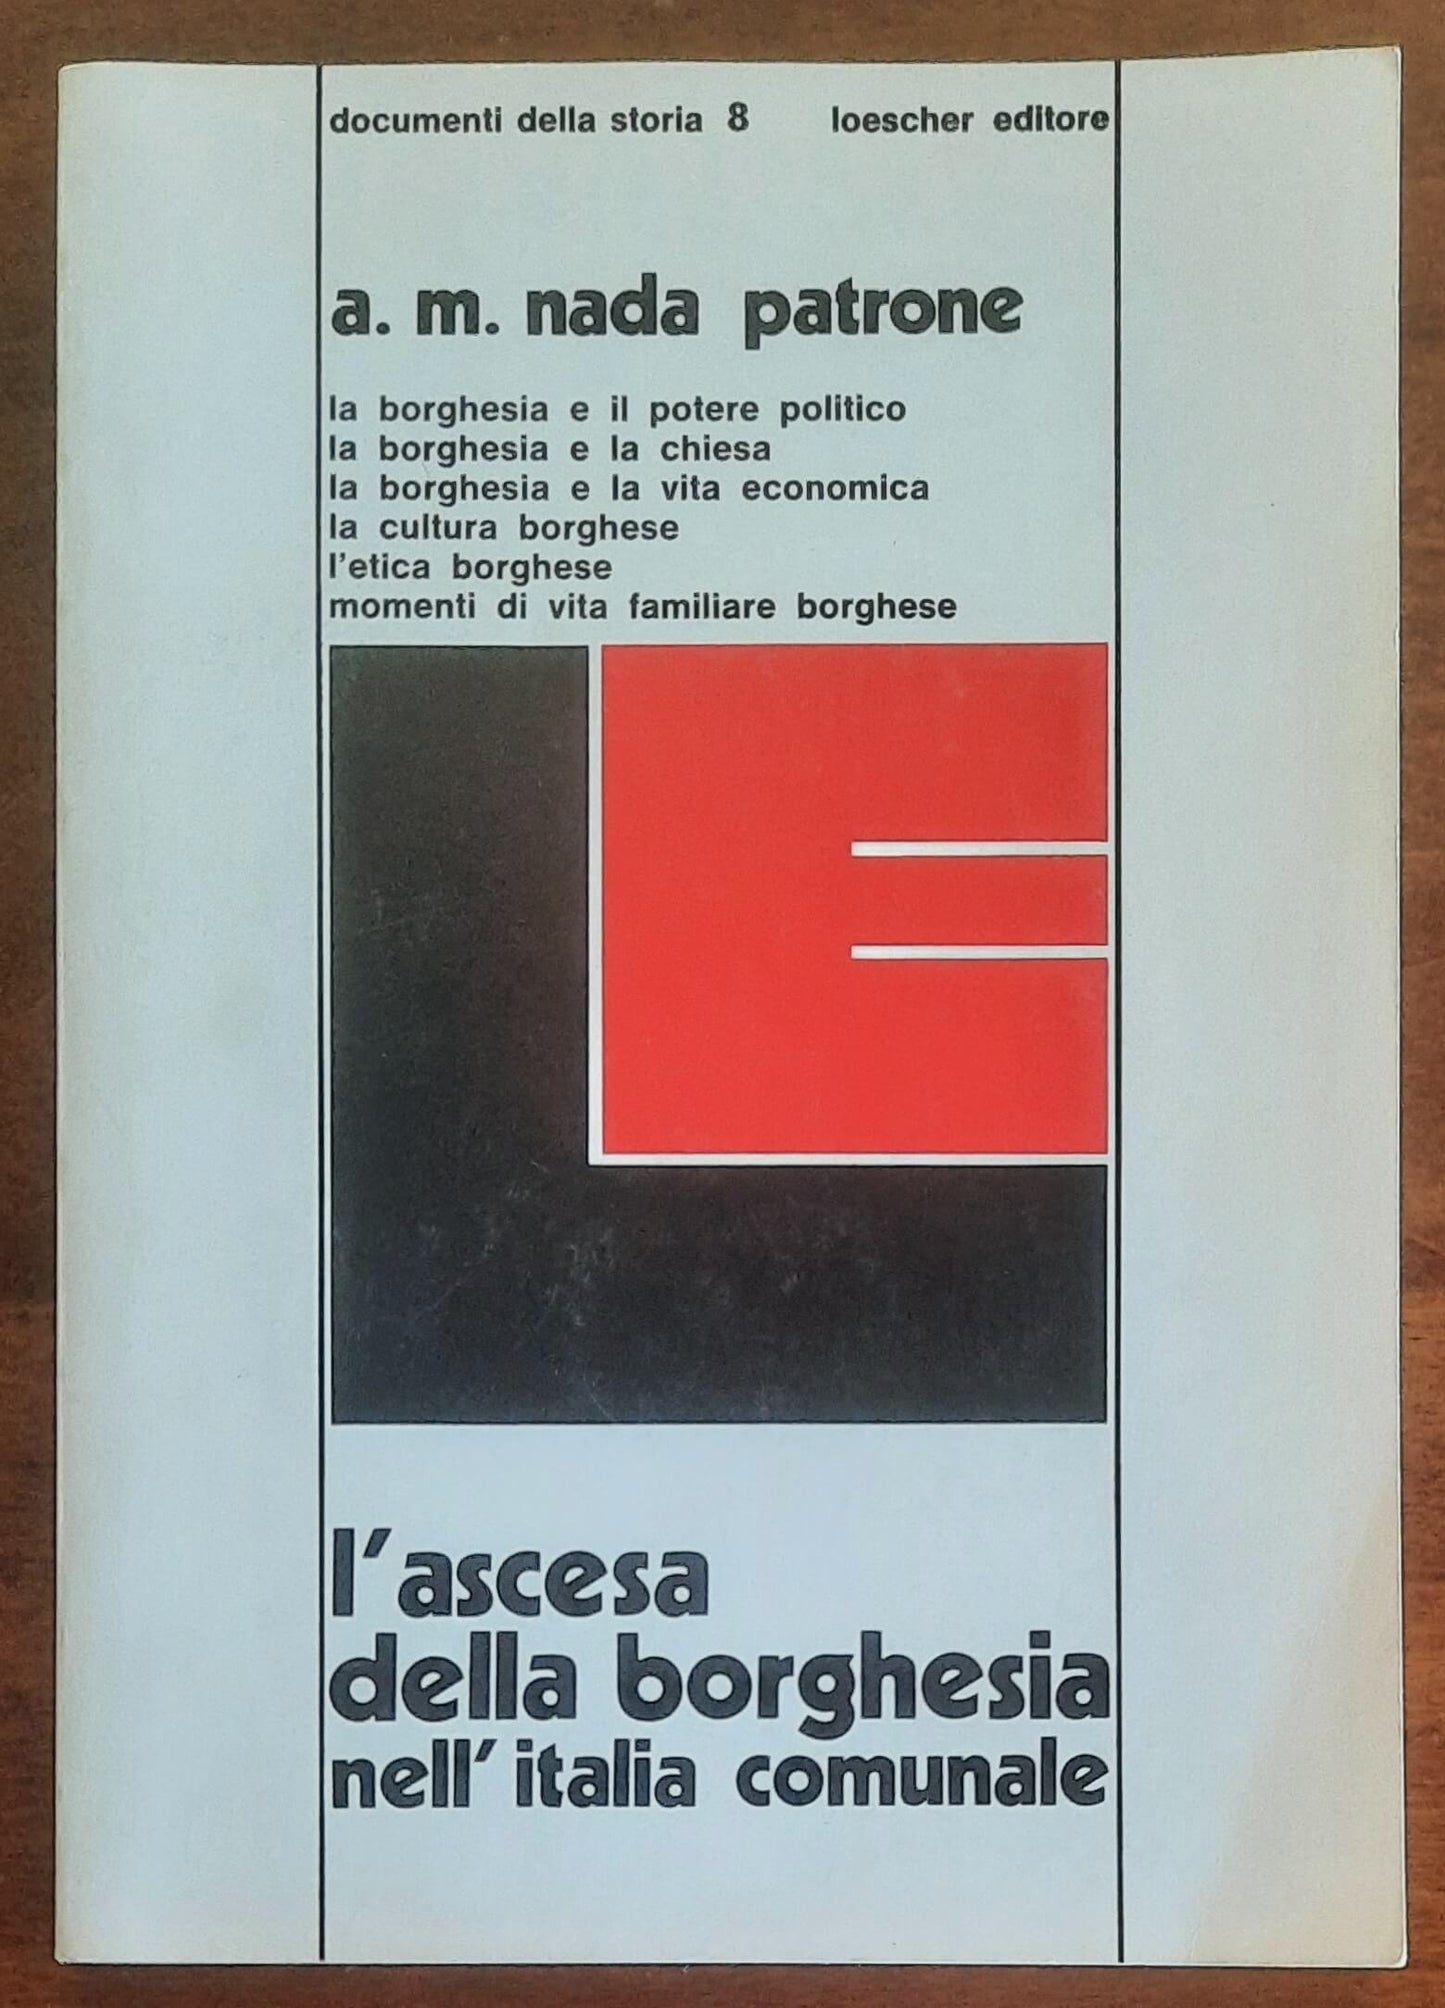 documenti della storia 8 loescher editore
a. m. nada patrone
la borghesia e il potere politico
la borghesia e la chiesa
la borghesia e la vita economica
la cultura borghese
l'etica borghese
momenti di vita familiare borghese
LE
l'ascesa
della borghesia
nell'italia comunale